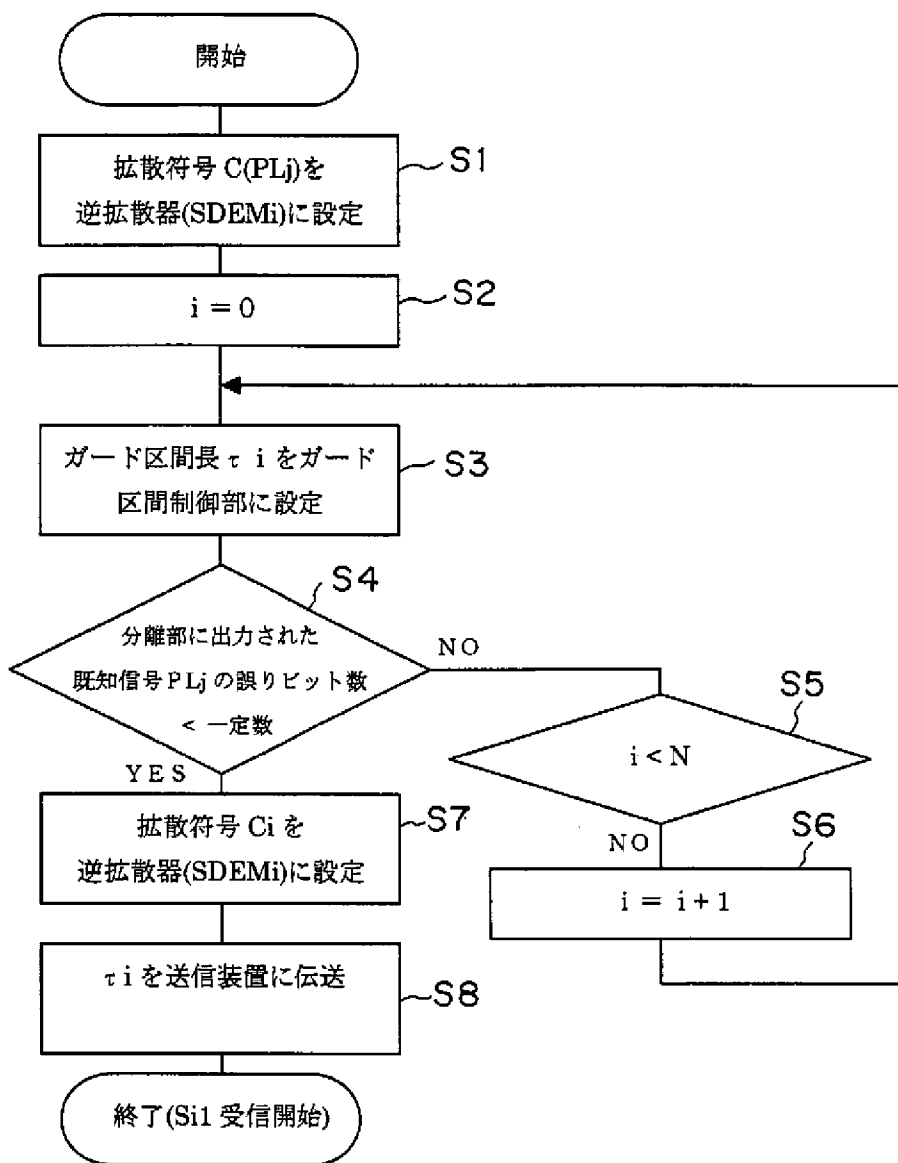 開始
拡散符号 C(PLj)を
逆拡散器(SDEMi)に設定
S1
i = 0
S2
ガード区間長 τ i をガード
区間制御部に設定
S3
S4
分離部に出力された
既知信号PLjの誤りビット数
< 一定数
NO
YES
S5
i < N
NO
S6
i = i + 1
拡散符号 Ci を
逆拡散器(SDEMi)に設定
S7
τ i を送信装置に伝送
S8
終了(Si1 受信開始)